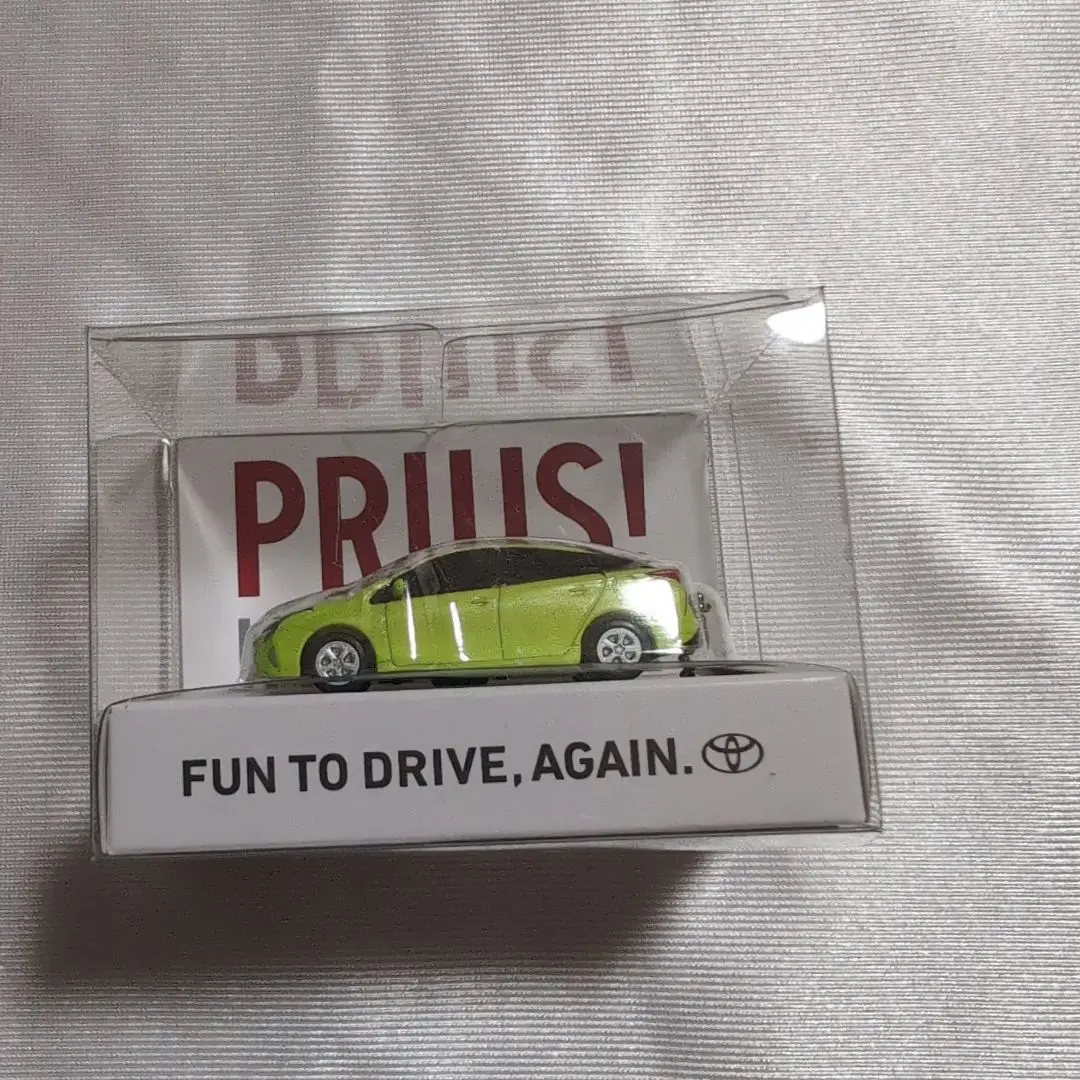 PRIUS!
FUN TO DRIVE, AGAIN.